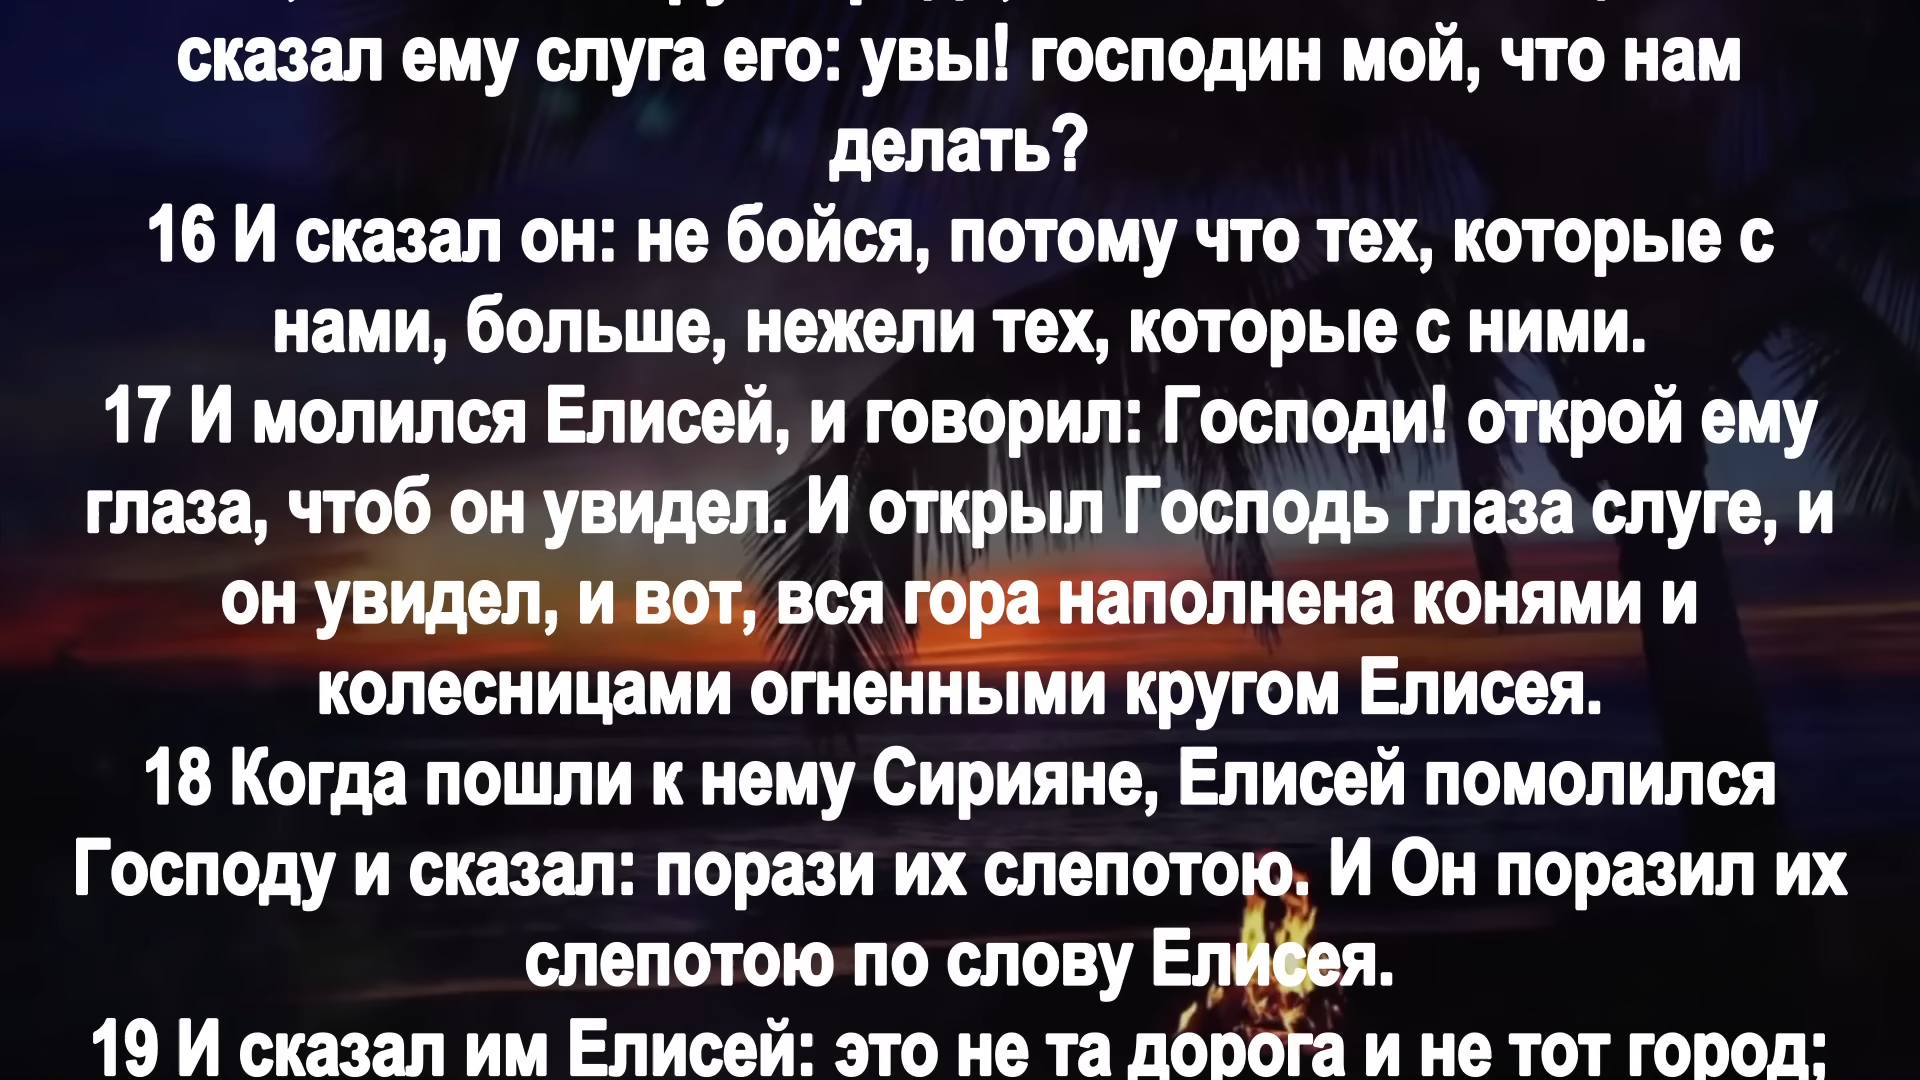 сказал ему слуга его: увы! господин мой, что нам
делать?
16 И сказал он: не бойся, потому что тех, которые с
нами, больше, нежели тех, которые с ними.
17 И молился Елисей, и говорил: Господи! открой ему
глаза, чтоб он увидел. И открыл Господь глаза слуге, и
он увидел, и вот, вся гора наполнена конями и
колесницами огненными кругом Елисея.
18 Когда пошли к нему Сирияне, Елисей помолился
Господу и сказал: порази их слепотою. И Он поразил их
слепотою по слову Елисея.
19 И сказал им Елисей: это не та дорога и не тот город;